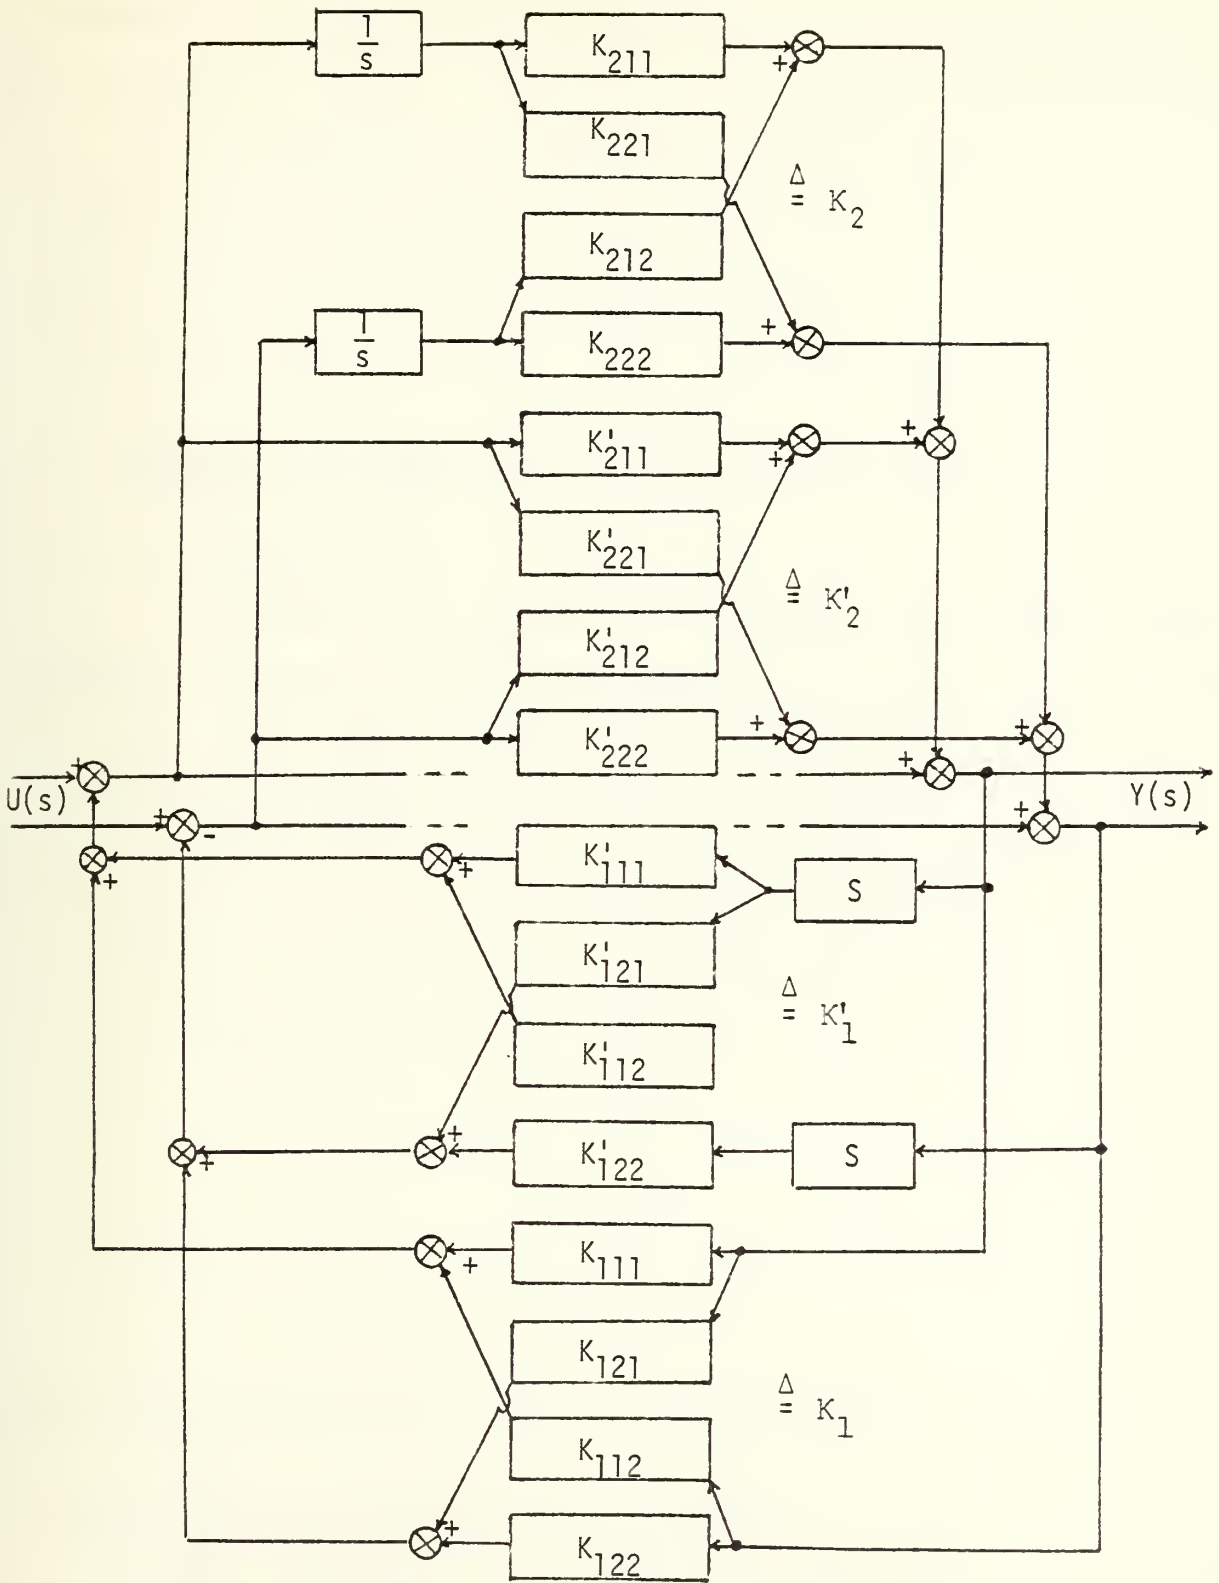 1
s
K211
+
K221
Δ
= K2
K212
1
s
K222
+
K'211
+
+
K'221
Δ
= K'2
K'212
K'222
+
+
+
+
U(s)
Y(s)
+
-
+
+
K'111
+
S
K'121
Δ
= K'1
K'112
+
+
K'122
+
S
K111
+
K121
Δ
= K1
K112
+
K122